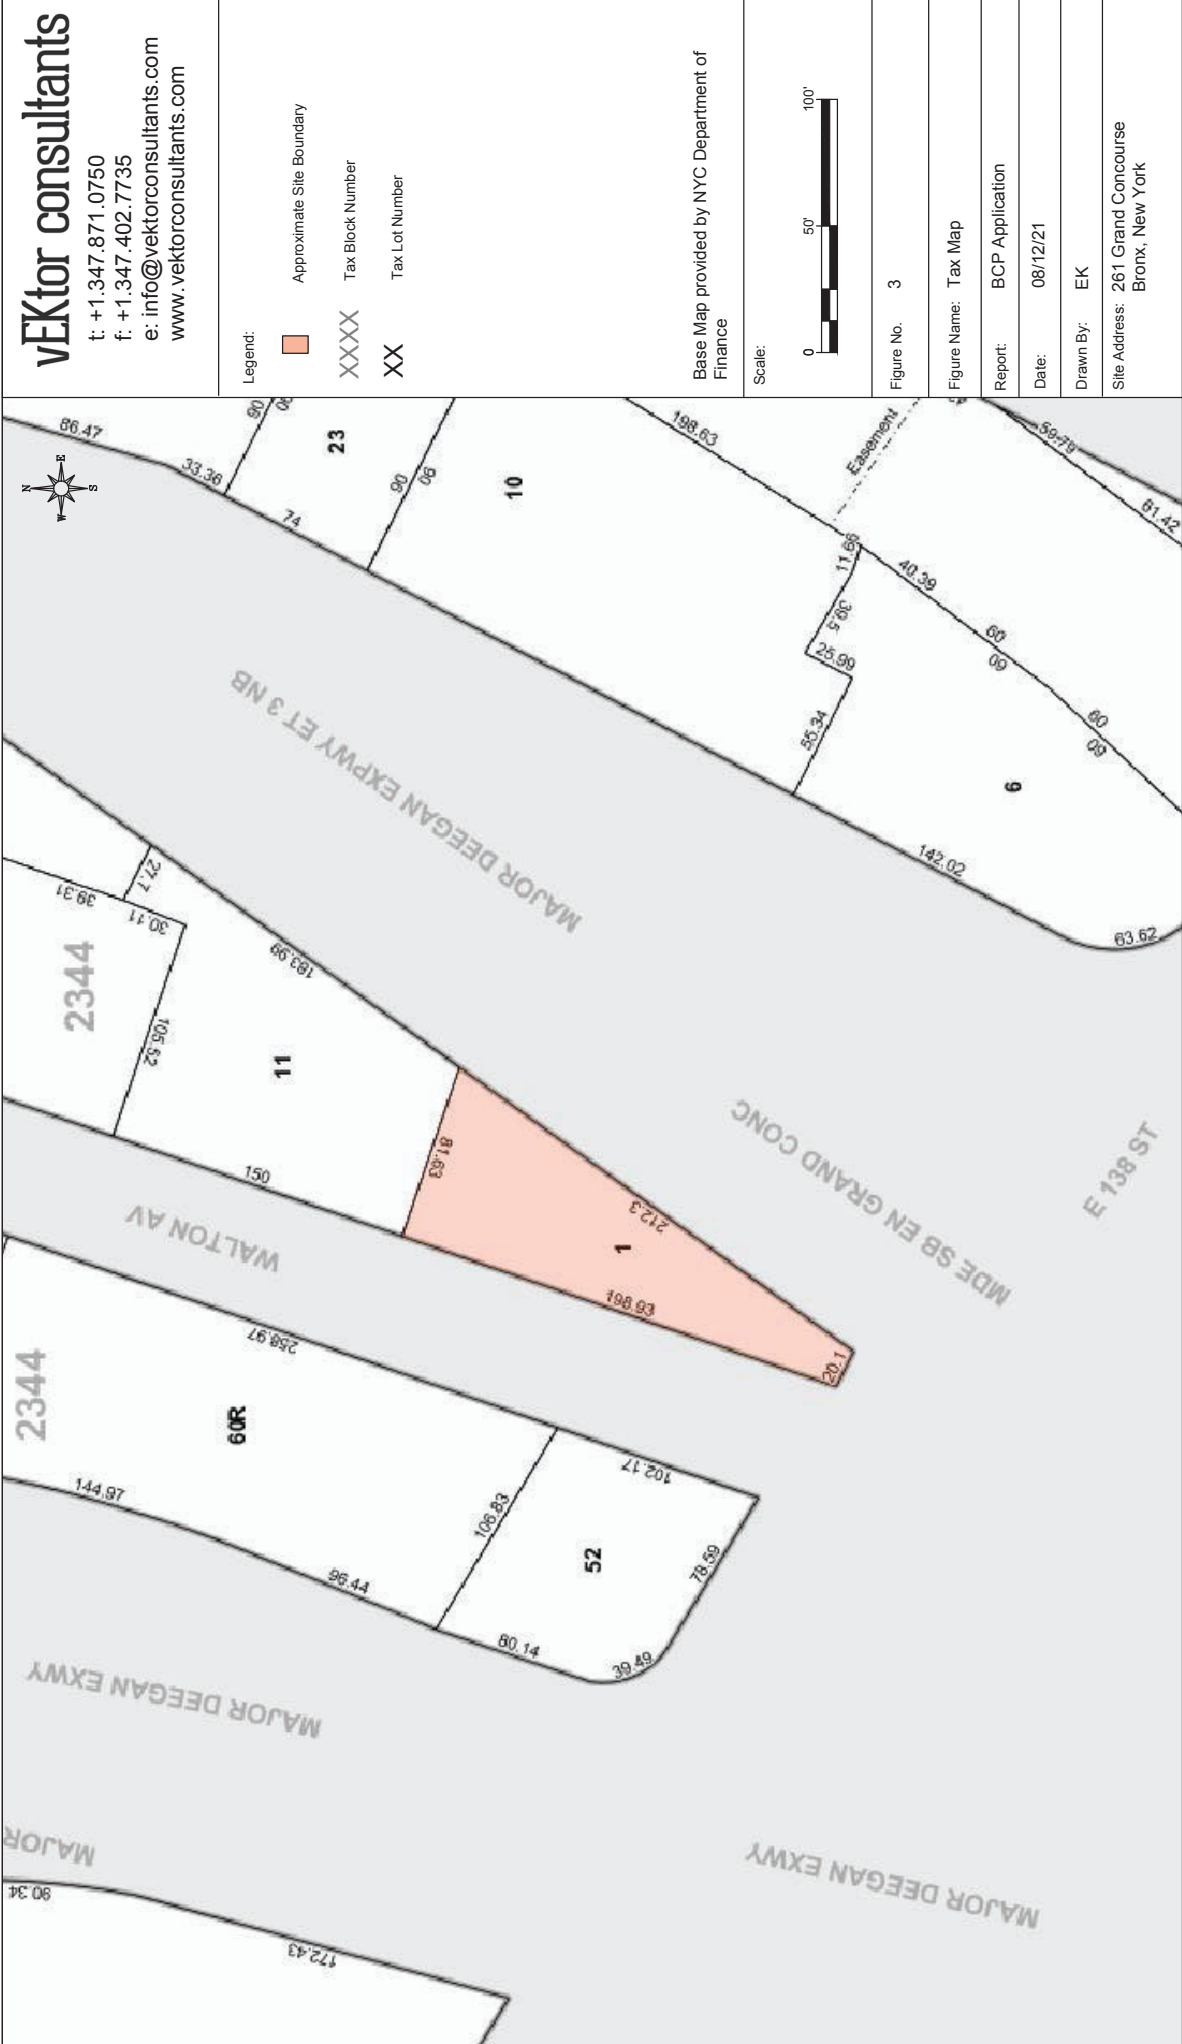 vEKtor consultants
t: +1.347.871.0750
f: +1.347.402.7735
e: info@vektorconsultants.com
www.vektorconsultants.com
Legend:
Approximate Site Boundary
XXXX Tax Block Number
XX Tax Lot Number
Base Map provided by NYC Department of
Finance
Scale:
0 50' 100'
Figure No. 3
Figure Name: Tax Map
Report: BCP Application
Date: 08/12/21
Drawn By: EK
Site Address: 261 Grand Concourse
Bronx, New York
N
E
S
W
86.47
33.36
74
90
90
23
90
90
10
198.63
Easement
59.79
81.42
11.66
39.5
25.99
55.34
40.39
60
60
60
60
6
142.02
63.62
MAJOR DEEGAN EXPWY ET 3 NB
39.31
27.7
30.11
2344
105.52
183.99
11
150
81.63
WALTON AV
212.3
1
198.93
20.1
MDE SB EN GRAND CONC
E 138 ST
2344
258.97
60R
144.97
96.44
106.83
102.17
52
80.14
78.59
39.49
MAJOR DEEGAN EXWY
MAJOR
90.34
172.43
MAJOR DEEGAN EXWY